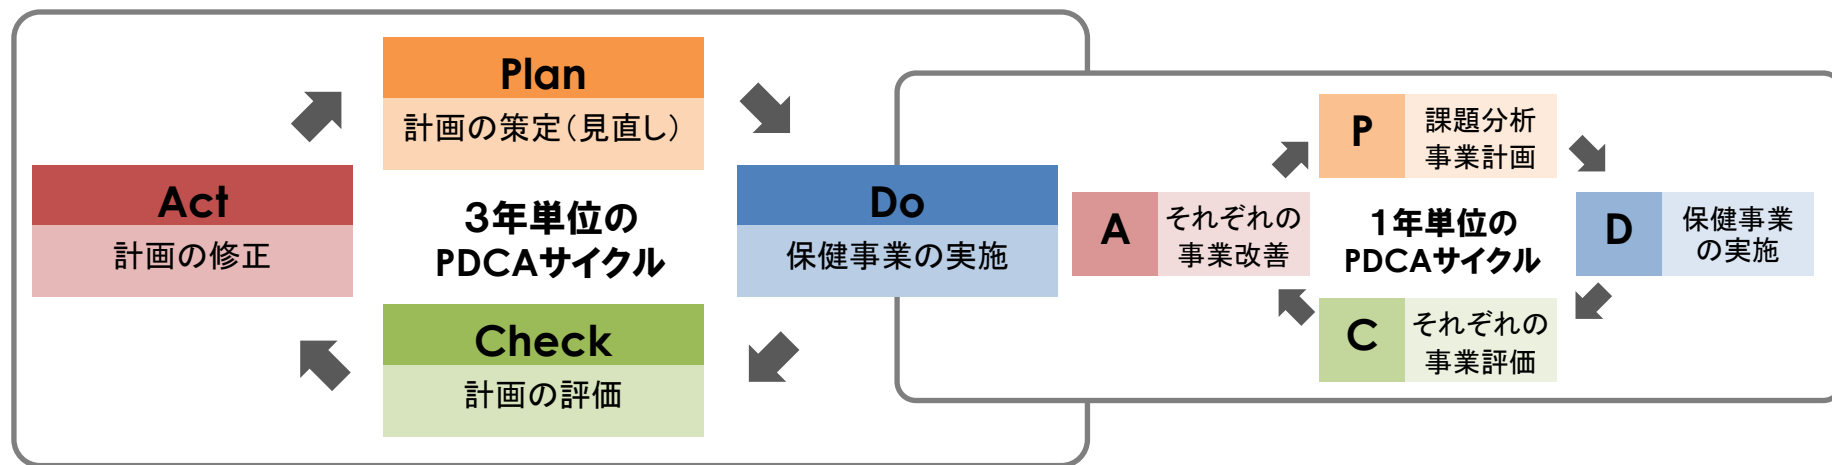 Plan
計画の策定（見直し）
Act
計画の修正
3年単位の
PDCAサイクル
Do
保健事業の実施
Check
計画の評価
P
課題分析
事業計画
A
それぞれの
事業改善
1年単位の
PDCAサイクル
D
保健事業
の実施
C
それぞれの
事業評価